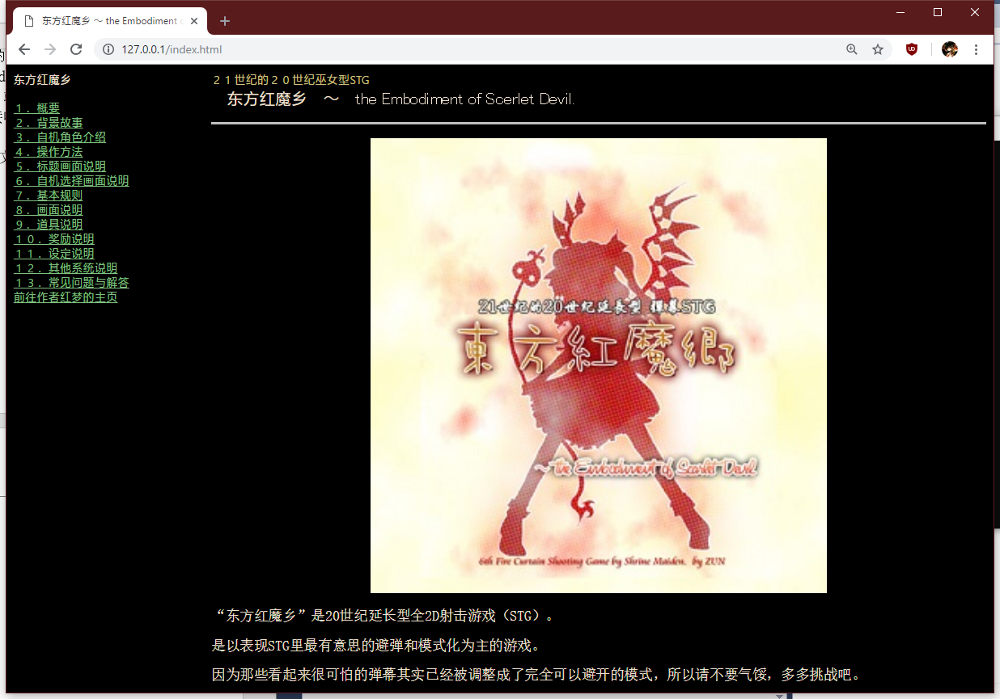 东方红魔乡 ～ the Embodiment o
127.0.0.1/index.html
东方红魔乡
１．概要
２．背景故事
３．自机角色介绍
４．操作方法
５．标题画面说明
６．自机选择画面说明
７．基本规则
８．画面说明
９．道具说明
１０．奖励说明
１１．设定说明
１２．其他系统说明
１３．常见问题与解答
前往作者红梦的主页
２１世纪的２０世纪巫女型STG
东方红魔乡　～　the Embodiment of Scerlet Devil.
21世纪的20世纪延长型 弹幕STG
東方紅魔郷
～the Embodiment of Scarlet Devil
6th Fire Curtain Shooting Game by Shrine Maiden. by ZUN
“东方红魔乡”是20世纪延长型全2D射击游戏（STG）。
是以表现STG里最有意思的避弹和模式化为主的游戏。
因为那些看起来很可怕的弹幕其实已经被调整成了完全可以避开的模式，所以请不要气馁，多多挑战吧。